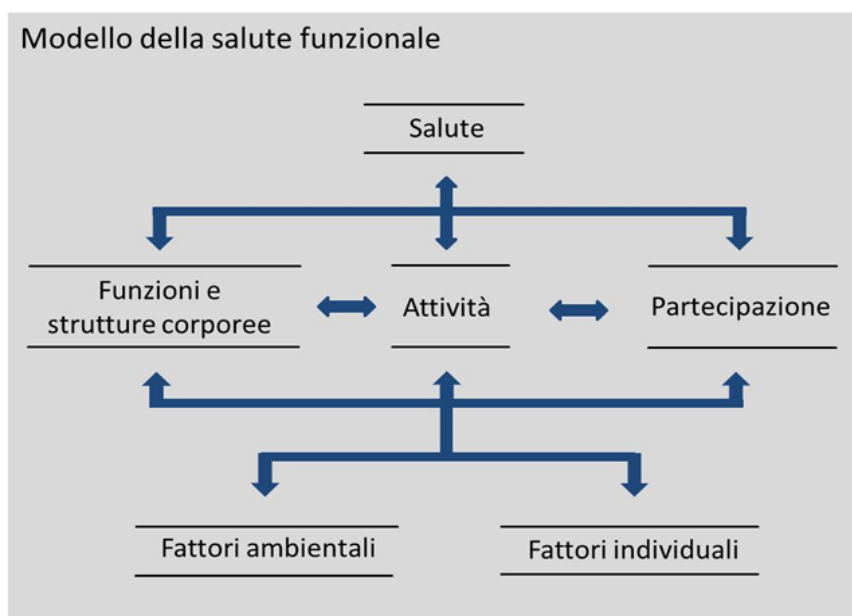 Modello della salute funzionale
Salute
Funzioni e
strutture corporee
Attività
Partecipazione
Fattori ambientali
Fattori individuali